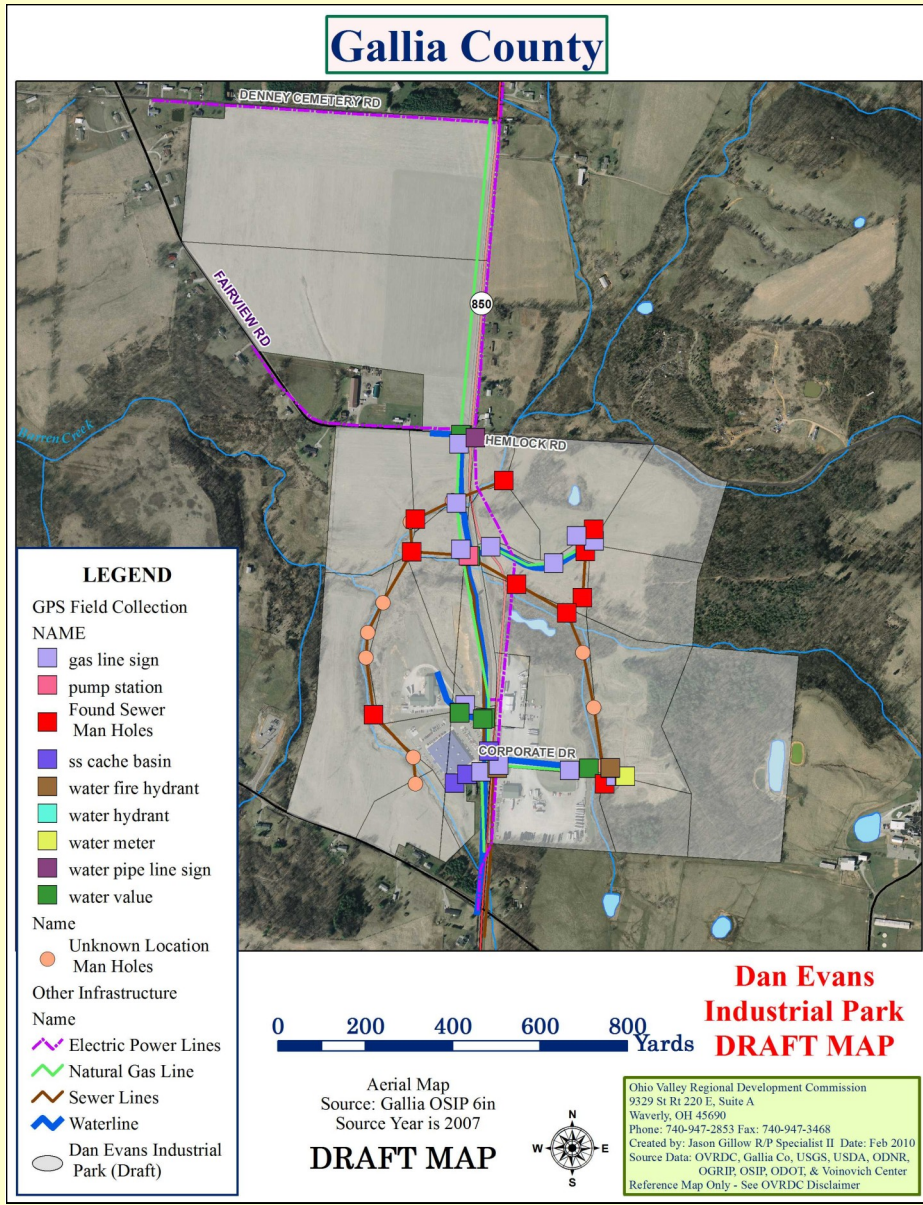 Gallia County
DENNEY CEMETERY RD
850
FAIRVIEW RD
HEMLOCK RD
Barren Creek
CORPORATE DR
LEGEND
GPS Field Collection
NAME
gas line sign
pump station
Found Sewer
Man Holes
ss cache basin
water fire hydrant
water hydrant
water meter
water pipe line sign
water value
Name
Unknown Location
Man Holes
Other Infrastructure
Name
Electric Power Lines
Natural Gas Line
Sewer Lines
Waterline
Dan Evans Industrial
Park (Draft)
0 200 400 600 800
Yards
Aerial Map
Source: Gallia OSIP 6in
Source Year is 2007
DRAFT MAP
N
W E
S
Dan Evans
Industrial Park
DRAFT MAP
Ohio Valley Regional Development Commission
9329 St Rt 220 E, Suite A
Waverly, OH 45690
Phone: 740-947-2853 Fax: 740-947-3468
Created by: Jason Gillow R/P Specialist II Date: Feb 2010
Source Data: OVRDC, Gallia Co, USGS, USDA, ODNR,
OGRIP, OSIP, ODOT, & Voinovich Center
Reference Map Only - See OVRDC Disclaimer